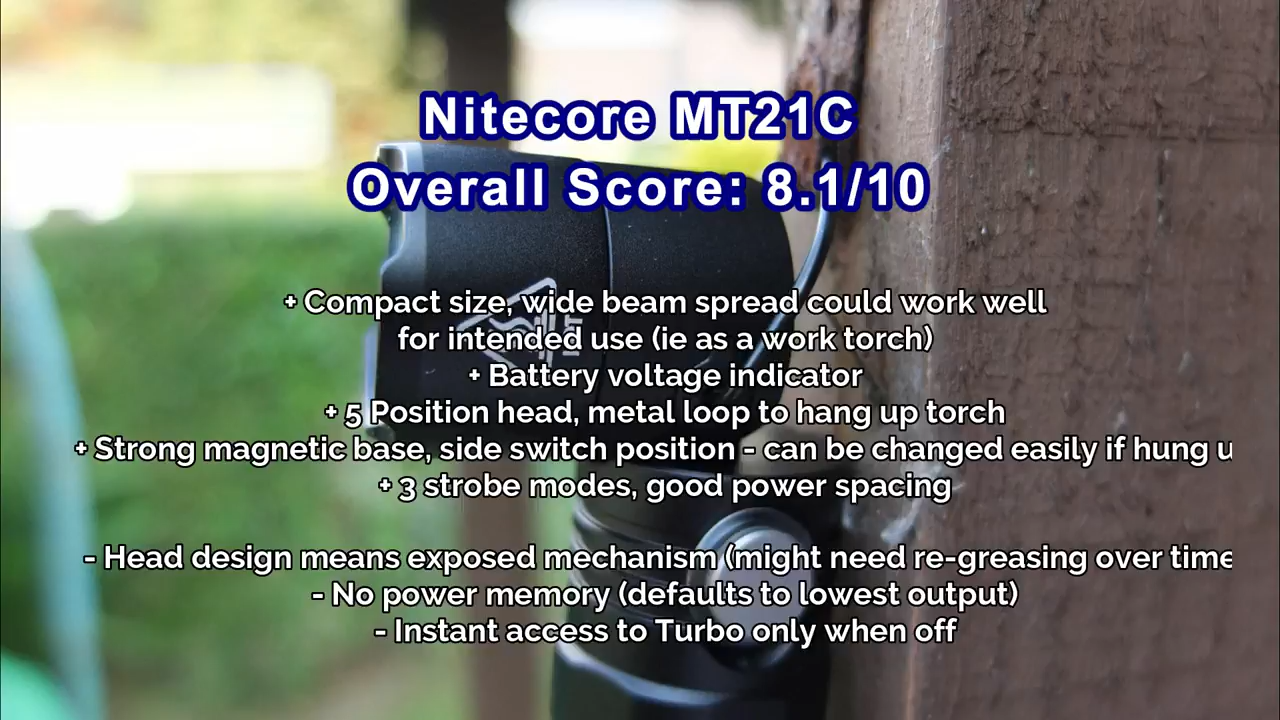 Nitecore MT21C
Overall Score: 8.1/10
+ Compact size, wide beam spread could work well
for intended use (ie as a work torch)
+ Battery voltage indicator
+ 5 Position head, metal loop to hang up torch
+ Strong magnetic base, side switch position - can be changed easily if hung
+ 3 strobe modes, good power spacing
- Head design means exposed mechanism (might need re-greasing over time
- No power memory (defaults to lowest output)
- Instant access to Turbo only when off